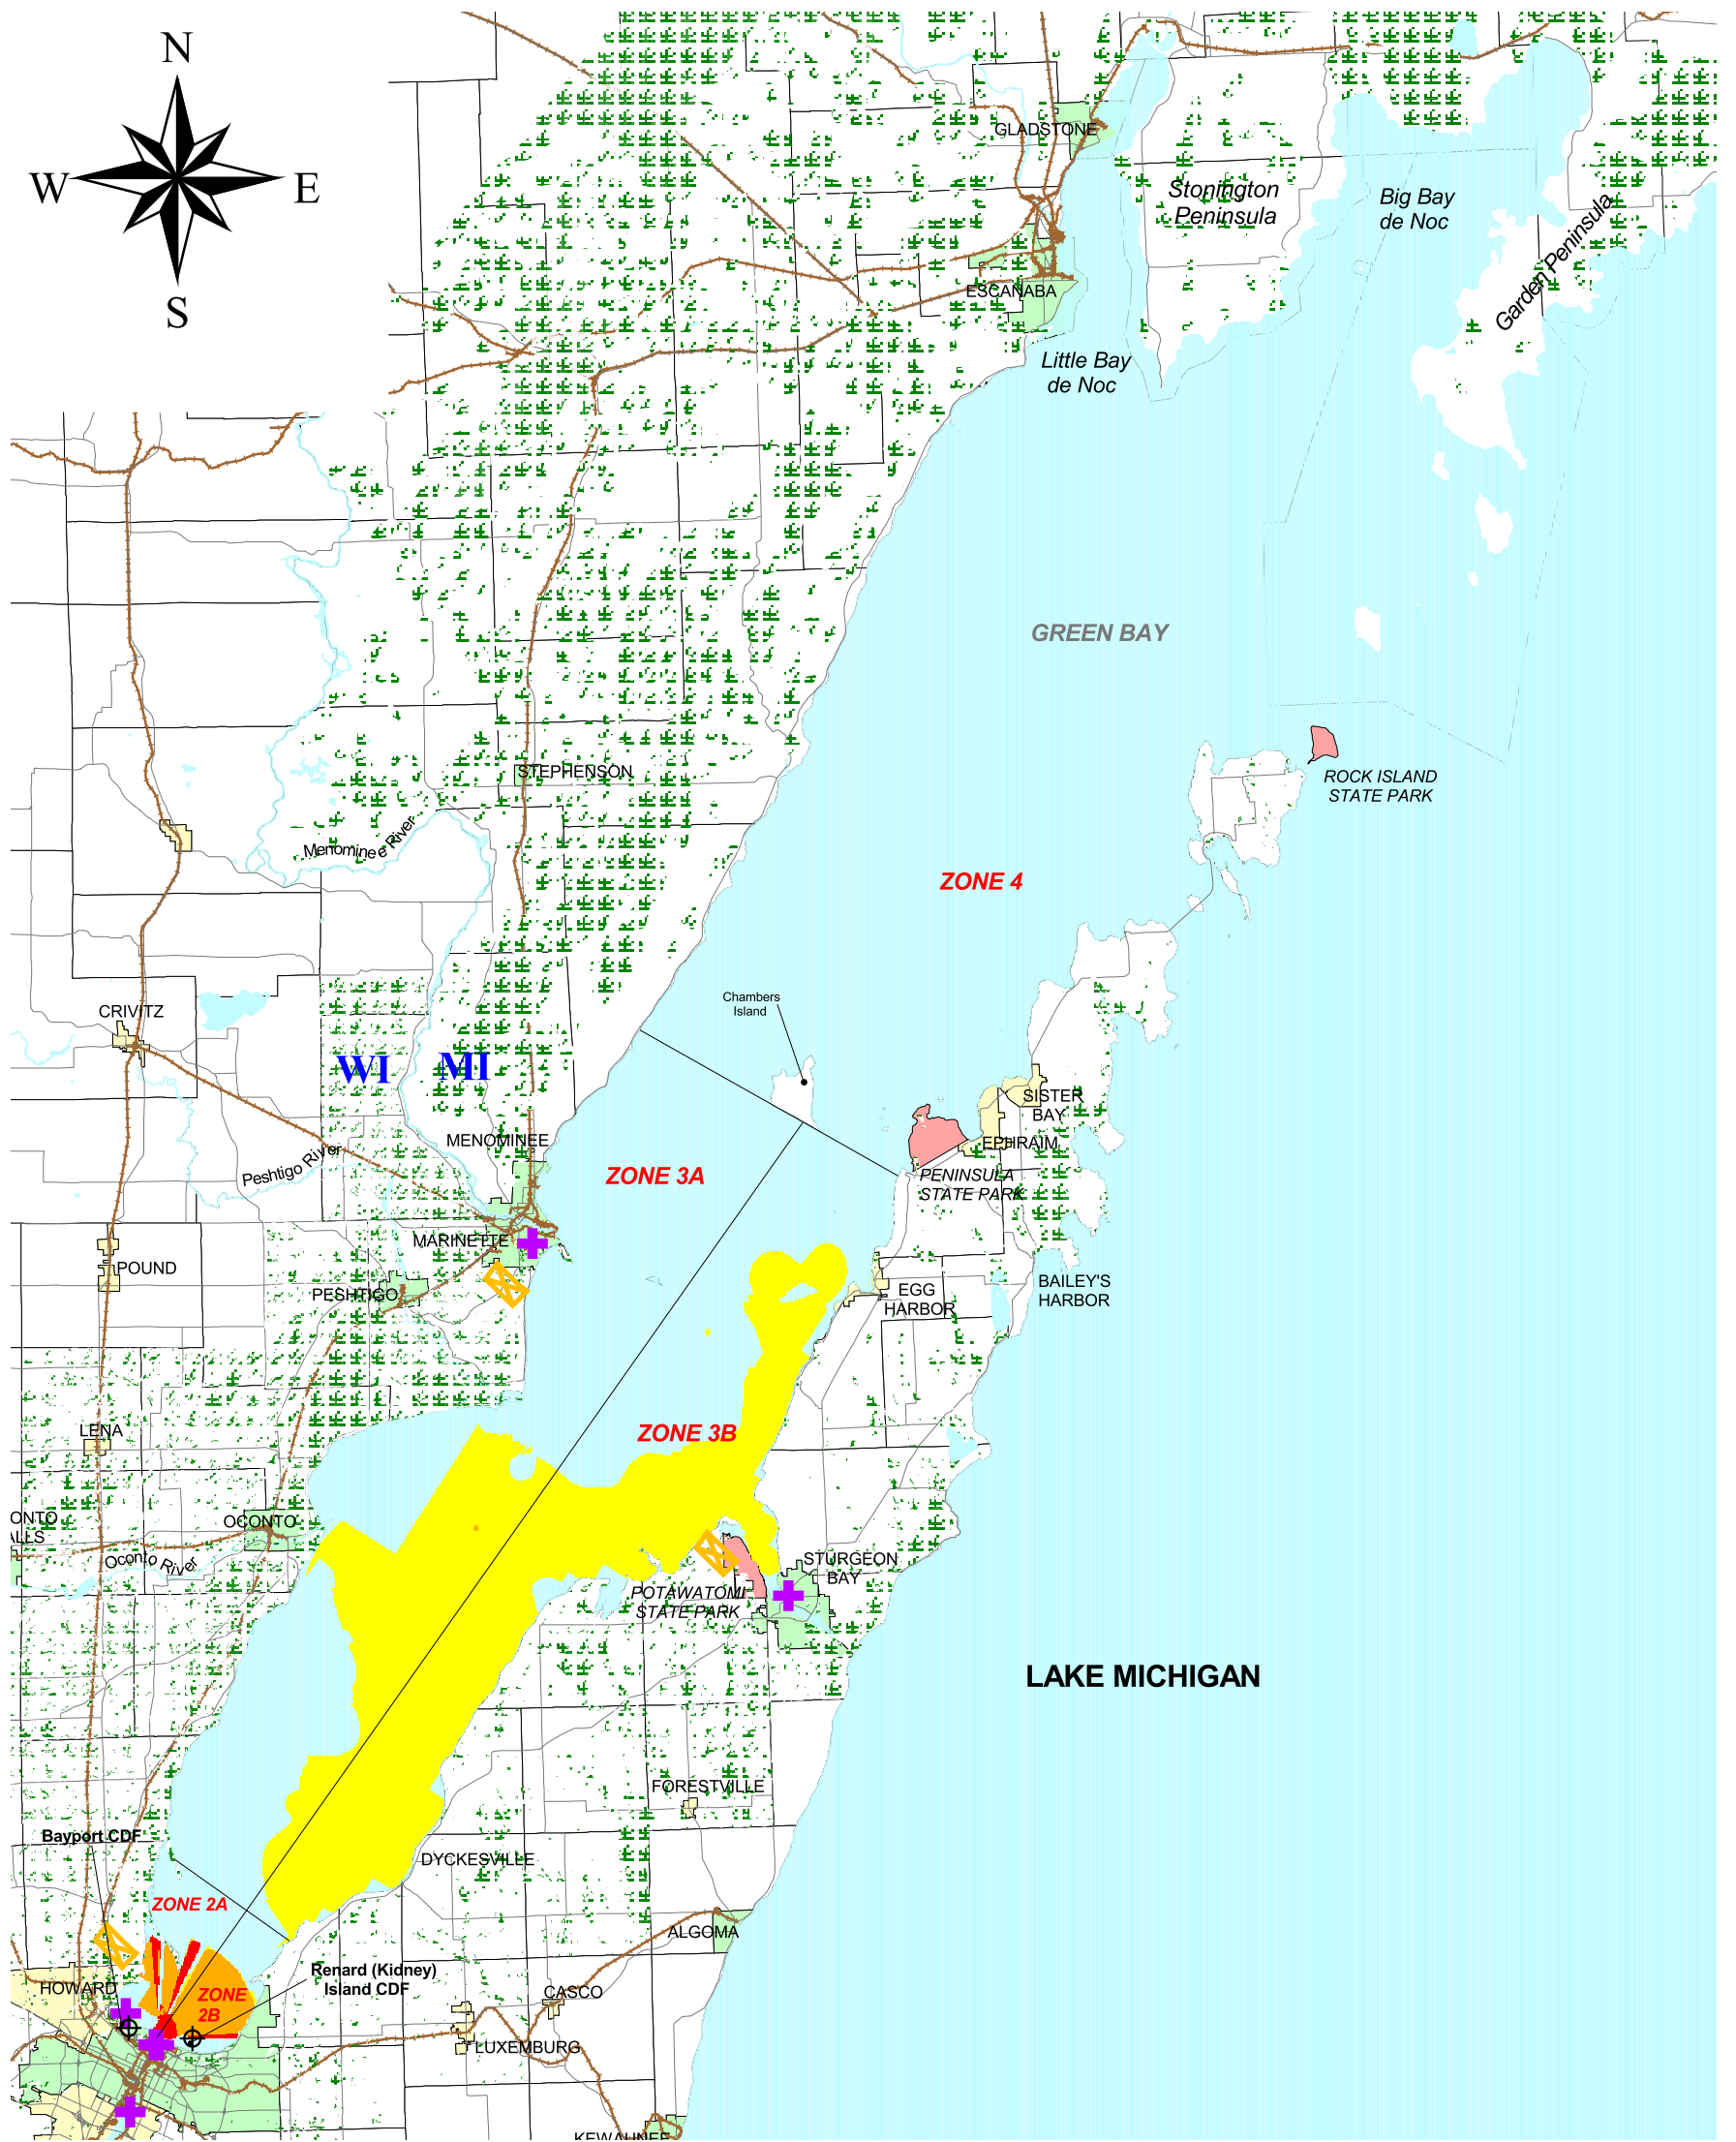 N
W
E
S
GLADSTONE
Stonington
Peninsula
Big Bay
de Noc
Garden Peninsula
ESCANABA
Little Bay
de Noc
GREEN BAY
STEPHENSON
ROCK ISLAND
STATE PARK
Menominee River
ZONE 4
Chambers
Island
CRIVITZ
WI
MI
SISTER
BAY
MENOMINEE
EPHRAIM
Peshtigo River
ZONE 3A
PENINSULA
STATE PARK
MARINETTE
POUND
PESHTIGO
EGG
HARBOR
BAILEY'S
HARBOR
LENA
ZONE 3B
ONTO
ALLS
OCONTO
Oconto River
STURGEON
BAY
POTAWATOMI
STATE PARK
LAKE MICHIGAN
FORESTVILLE
Bayport CDF
DYCKESVILLE
ZONE 2A
ALGOMA
Renard (Kidney)
Island CDF
HOWARD
ZONE
2B
CASCO
LUXEMBURG
KEWAUNEE